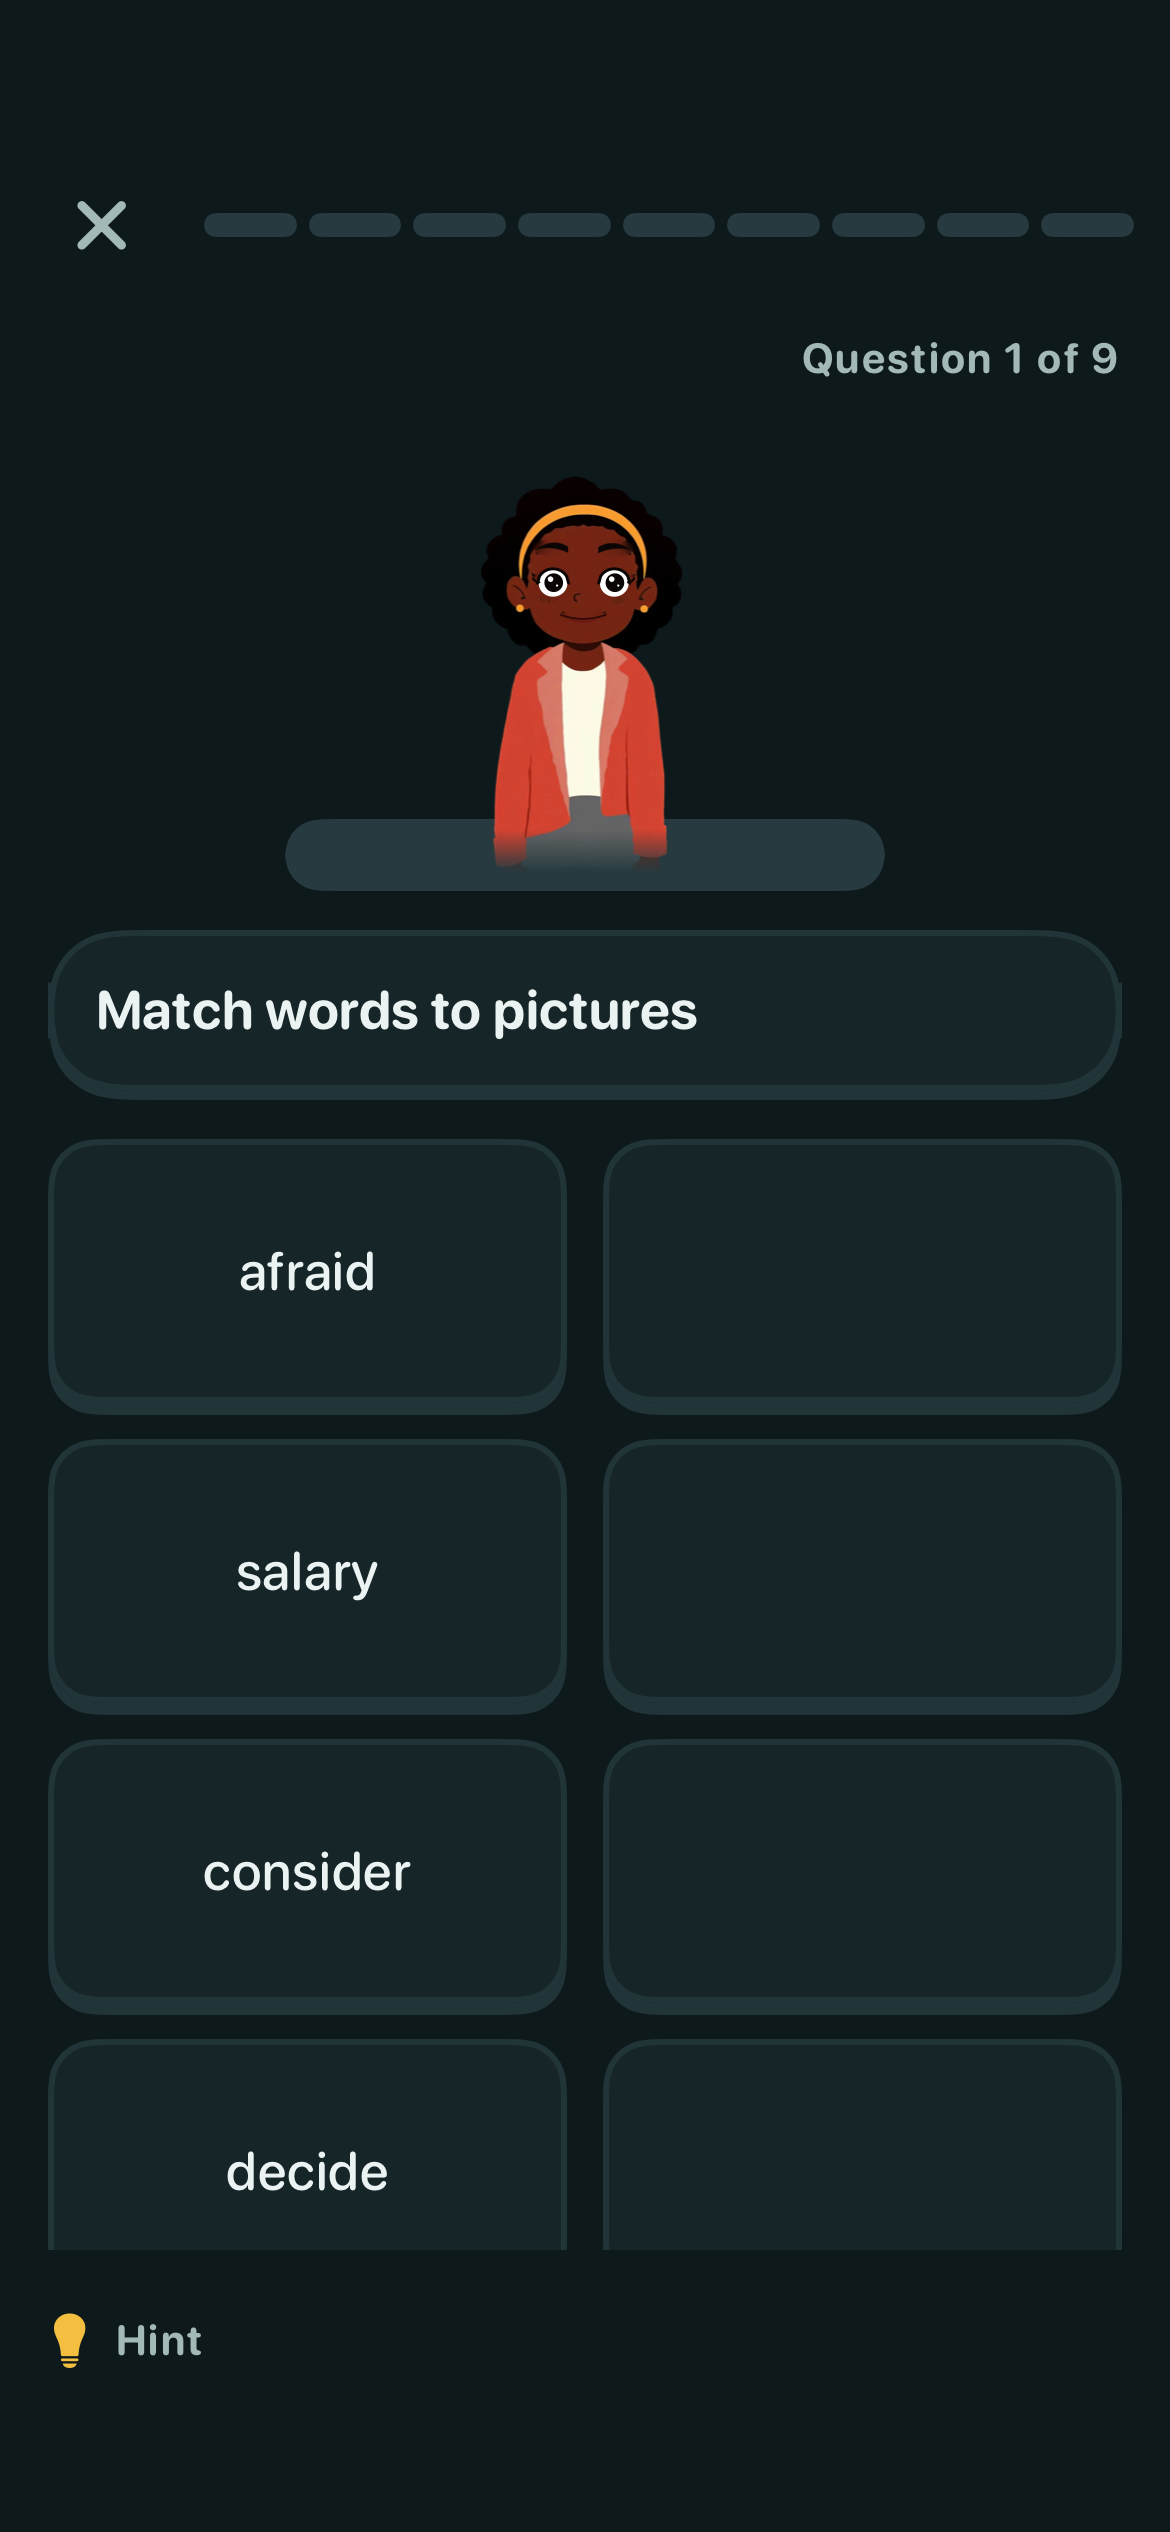 Question 1 of 9
Match words to pictures
afraid
salary
consider
decide
Hint